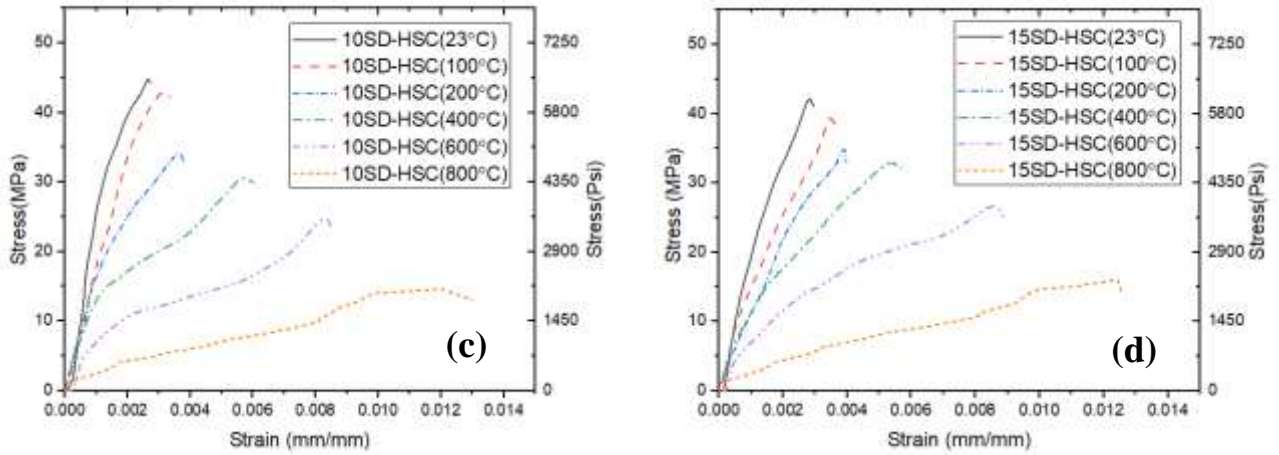 50
40
30
20
10
0
Stress(MPa)
7250
5800
4350
2900
1450
0
Stress(Psi)
10SD-HSC(23°C)
10SD-HSC(100°C)
10SD-HSC(200°C)
10SD-HSC(400°C)
10SD-HSC(600°C)
10SD-HSC(800°C)
(c)
0.000 0.002 0.004 0.006 0.008 0.010 0.012 0.014
Strain (mm/mm)
50
40
30
20
10
0
Stress (MPa)
7250
5800
4350
2900
1450
0
Stress(Psi)
15SD-HSC(23°C)
15SD-HSC(100°C)
15SD-HSC(200°C)
15SD-HSC(400°C)
15SD-HSC(600°C)
15SD-HSC(800°C)
(d)
0.000 0.002 0.004 0.006 0.008 0.010 0.012 0.014
Strain (mm/mm)